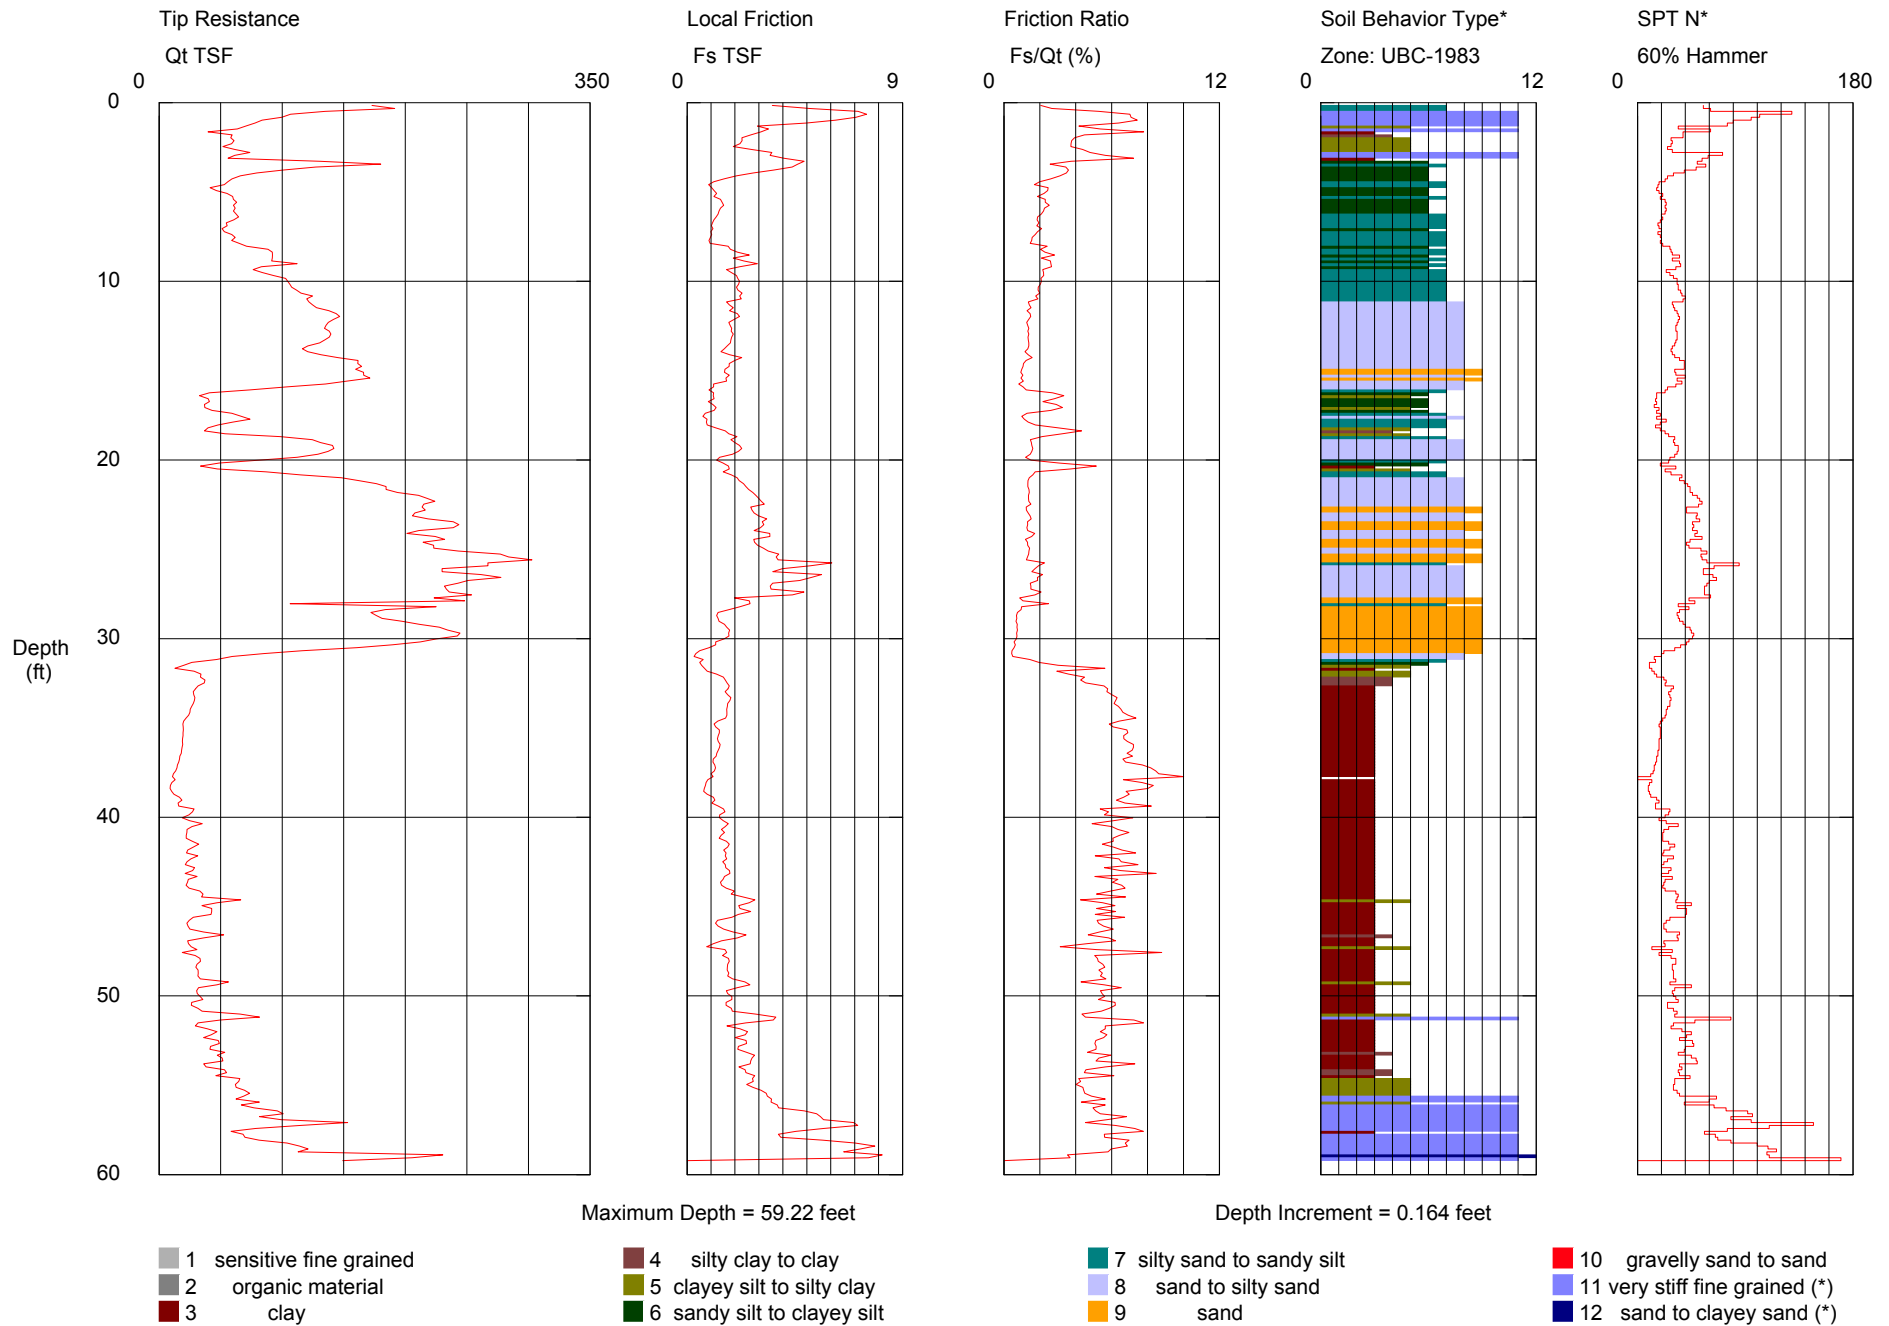 Tip Resistance
Local Friction
Friction Ratio
Soil Behavior Type*
SPT N*
Qt TSF
Fs TSF
Fs/Qt (%)
Zone: UBC-1983
60% Hammer
0 350
0 9
0 12
0 12
0 180
0
10
20
30
40
50
60
Depth
(ft)
Maximum Depth = 59.22 feet
Depth Increment = 0.164 feet
1 sensitive fine grained
2 organic material
3 clay
4 silty clay to clay
5 clayey silt to silty clay
6 sandy silt to clayey silt
7 silty sand to sandy silt
8 sand to silty sand
9 sand
10 gravelly sand to sand
11 very stiff fine grained (*)
12 sand to clayey sand (*)